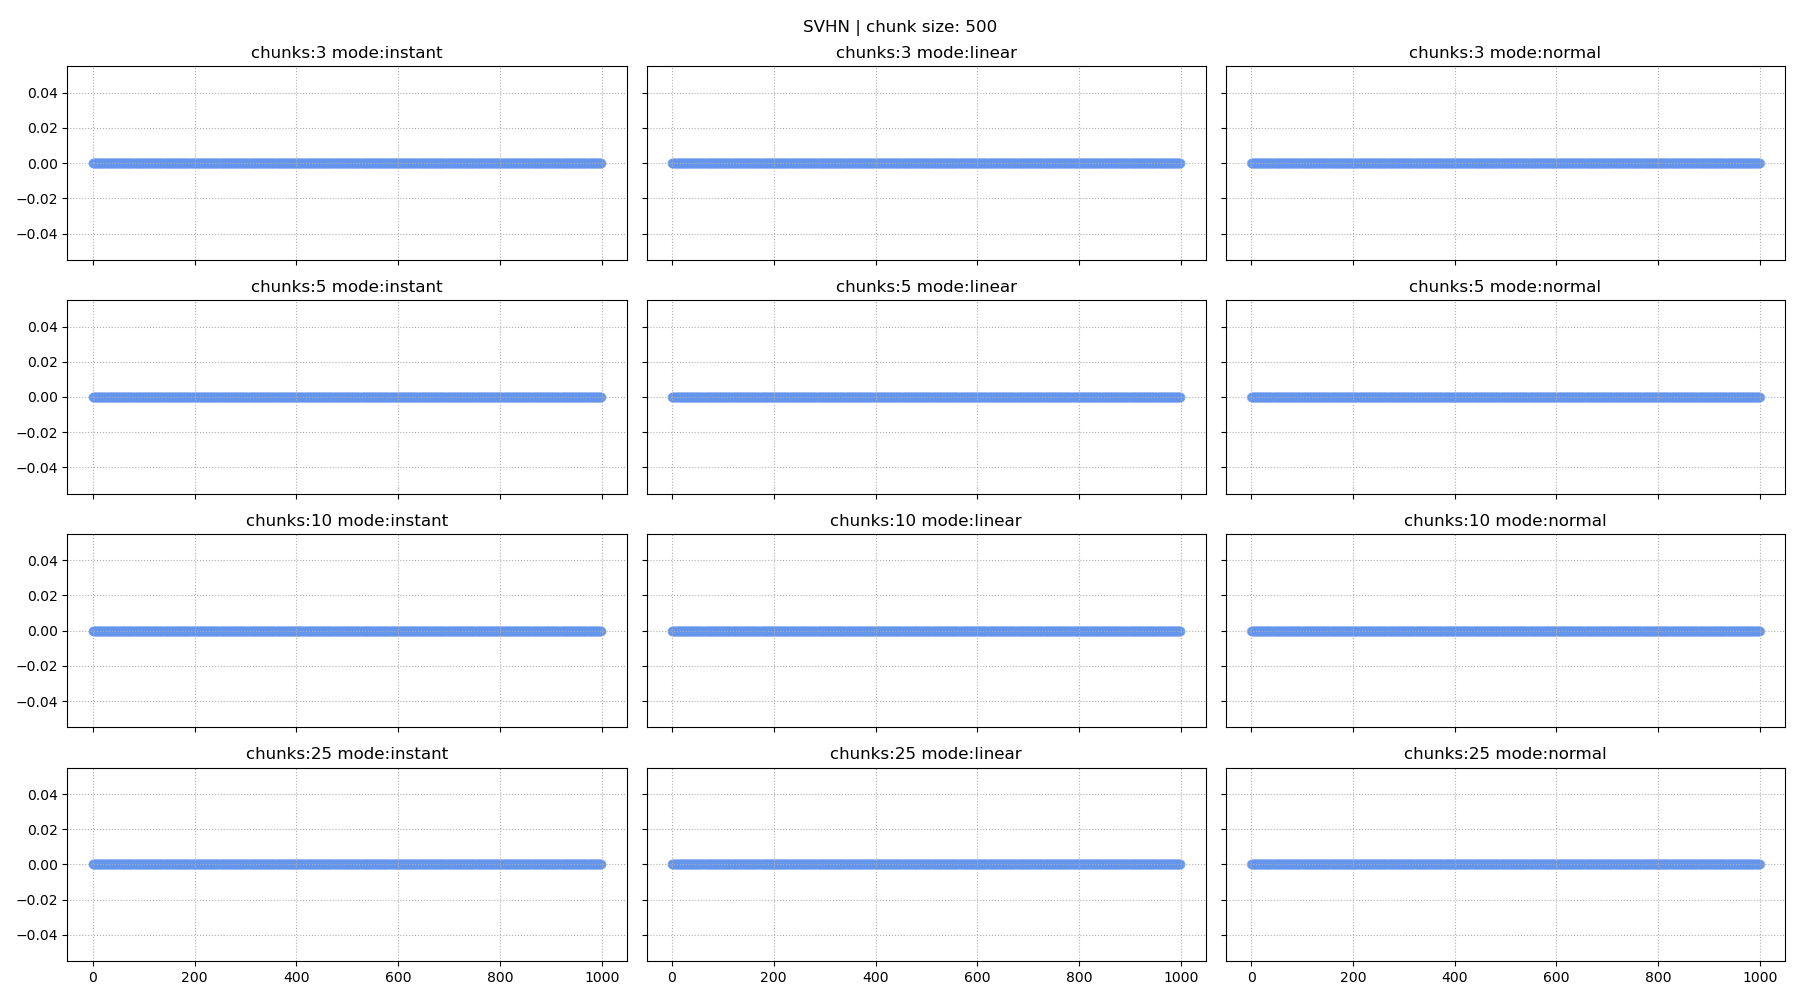 SVHN | chunk size: 500
chunks:3 mode:instant
chunks:3 mode:linear
chunks:3 mode:normal
0.04
0.02
0.00
−0.02
−0.04
chunks:5 mode:instant
chunks:5 mode:linear
chunks:5 mode:normal
0.04
0.02
0.00
−0.02
−0.04
chunks:10 mode:instant
chunks:10 mode:linear
chunks:10 mode:normal
0.04
0.02
0.00
−0.02
−0.04
chunks:25 mode:instant
chunks:25 mode:linear
chunks:25 mode:normal
0.04
0.02
0.00
−0.02
−0.04
0 200 400 600 800 1000
0 200 400 600 800 1000
0 200 400 600 800 1000